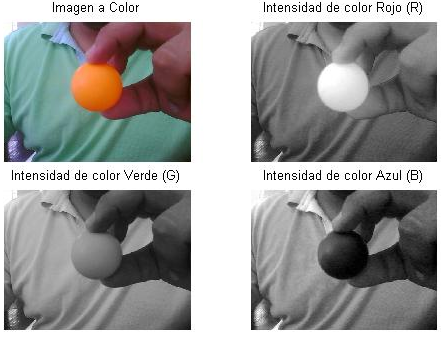 Imagen a Color
Intensidad de color Rojo (R)
Intensidad de color Verde (G)
Intensidad de color Azul (B)